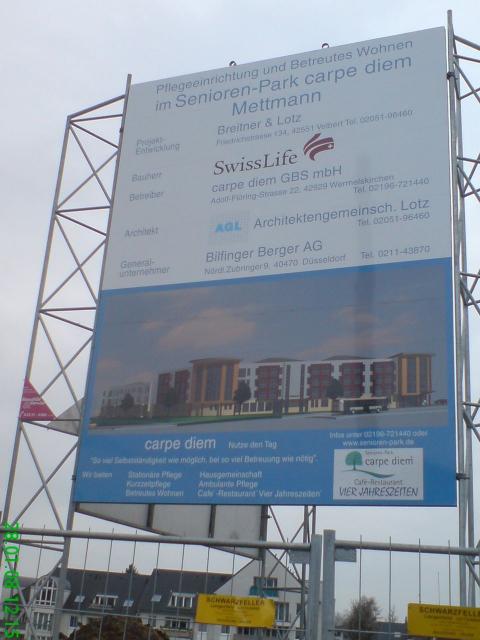 Pflegeeinrichtung und Betreutes Wohnen
im Senioren-Park carpe diem
Mettmann
Projekt-
Entwicklung
Breitner & Lotz
Friedrichstrasse 134, 42551 Velbert Tel. 02051-96460
Bauherr
SwissLife
Betreiber
carpe diem GBS mbH
Adolf-Flöring-Strasse 22, 42929 Wermelskirchen
Tel. 02196-721440
Architekt
AGL Architektengemeinsch. Lotz
Tel. 02051-96460
General-
unternehmer
Bilfinger Berger AG
Nördl.Zubringer 9, 40470 Düsseldorf Tel. 0211-43870
carpe diem Nutze den Tag
"So viel Selbstständigkeit wie möglich, bei so viel Betreuung wie nötig".
Wir bieten Stationäre Pflege Hausgemeinschaft
Kurzzeitpflege Ambulante Pflege
Betreutes Wohnen Cafe´-Restaurant 'Vier Jahreszeiten'
Infos unter 02196-721440 oder
www.senioren-park.de
Senioren-Park
carpe diem
Café-Restaurant
VIER JAHRESZEITEN
SCHWARZFELLER
SCHWARZFELLER